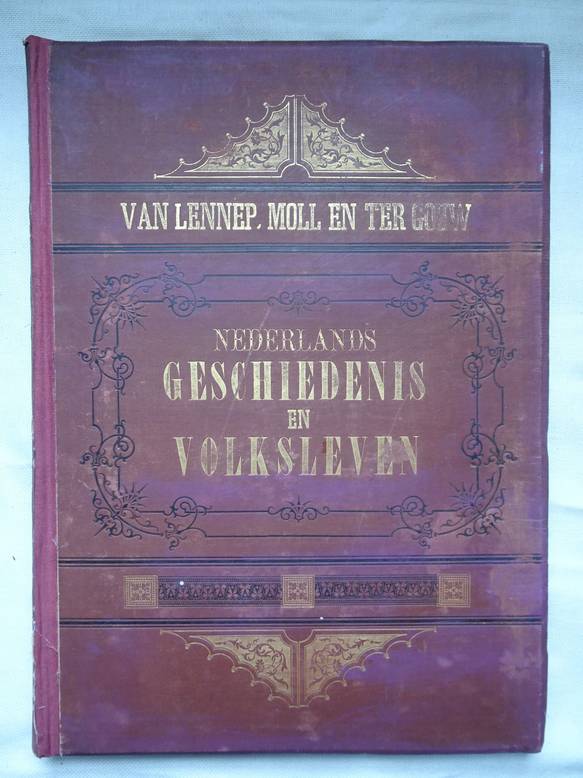 VAN LENNEP, MOLL EN TER GOUW
NEDERLANDS
GESCHIEDENIS
EN
VOLKSLEVEN